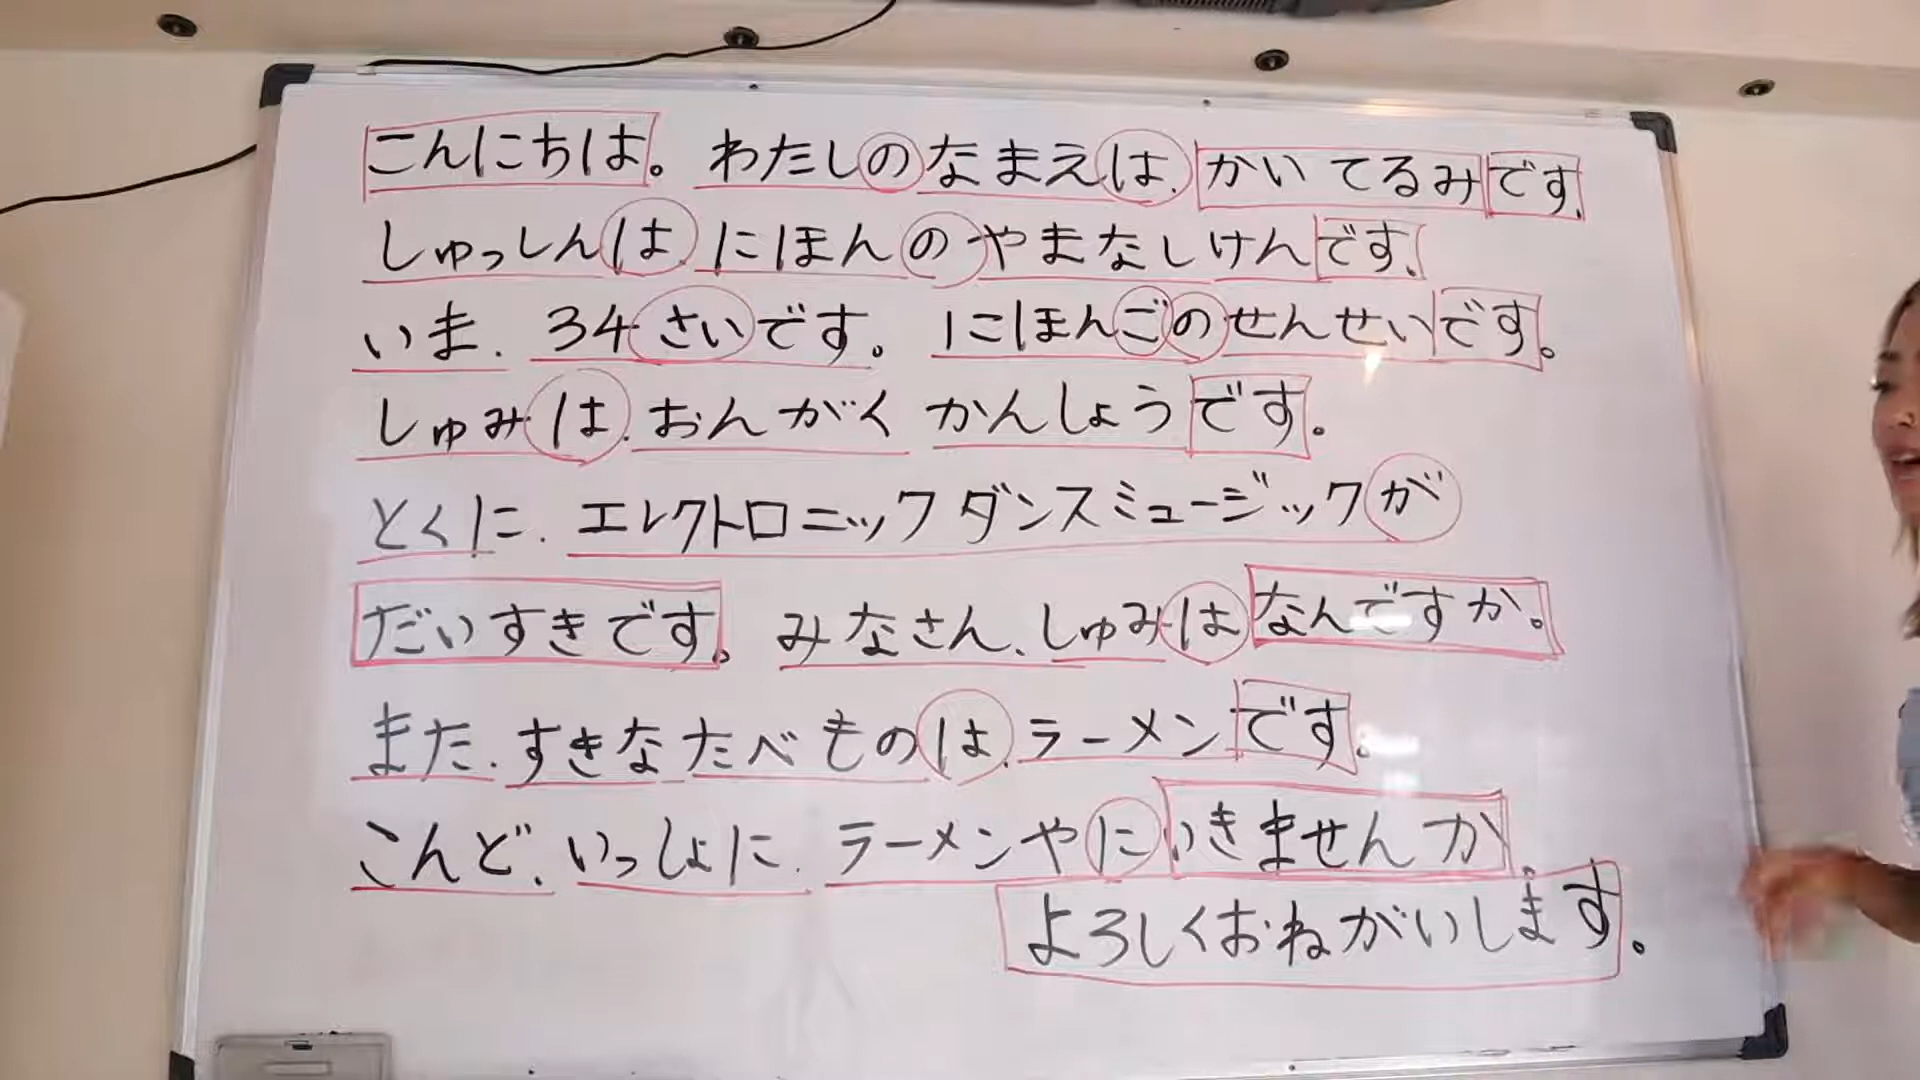 こんにちは。わたしのなまえは、かいてるみです。
しゅっしんは、にほんのやまなしけんです。
いま、34さいです。にほんごのせんせいです。
しゅみは、おんがくかんしょうです。
とくに、エレクトロニックダンスミュージックが
だいすきです。みなさん、しゅみはなんですか。
また、すきなたべものは、ラーメンです。
こんど、いっしょに、ラーメンやにいきませんか。
よろしくおねがいします。